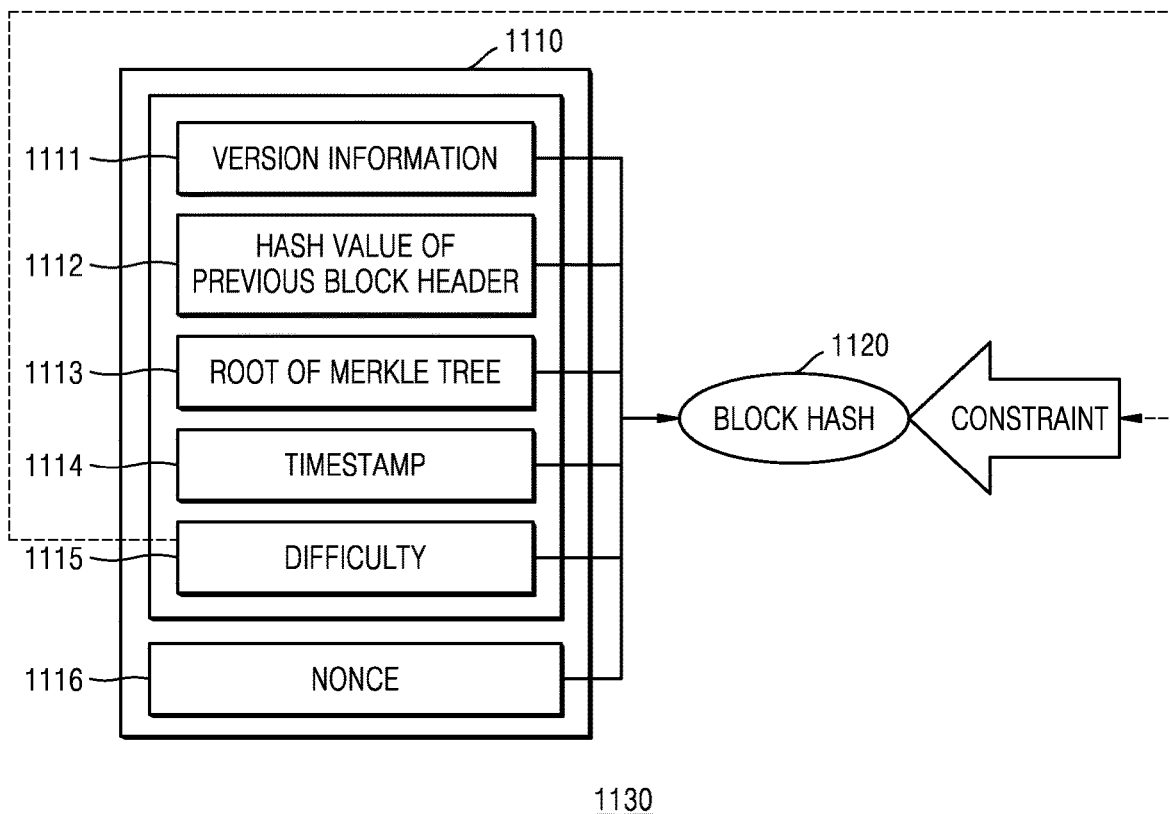 1110
1111
VERSION INFORMATION
1112
HASH VALUE OF
PREVIOUS BLOCK HEADER
1113
ROOT OF MERKLE TREE
1120
BLOCK HASH
CONSTRAINT
1114
TIMESTAMP
1115
DIFFICULTY
1116
NONCE
1130